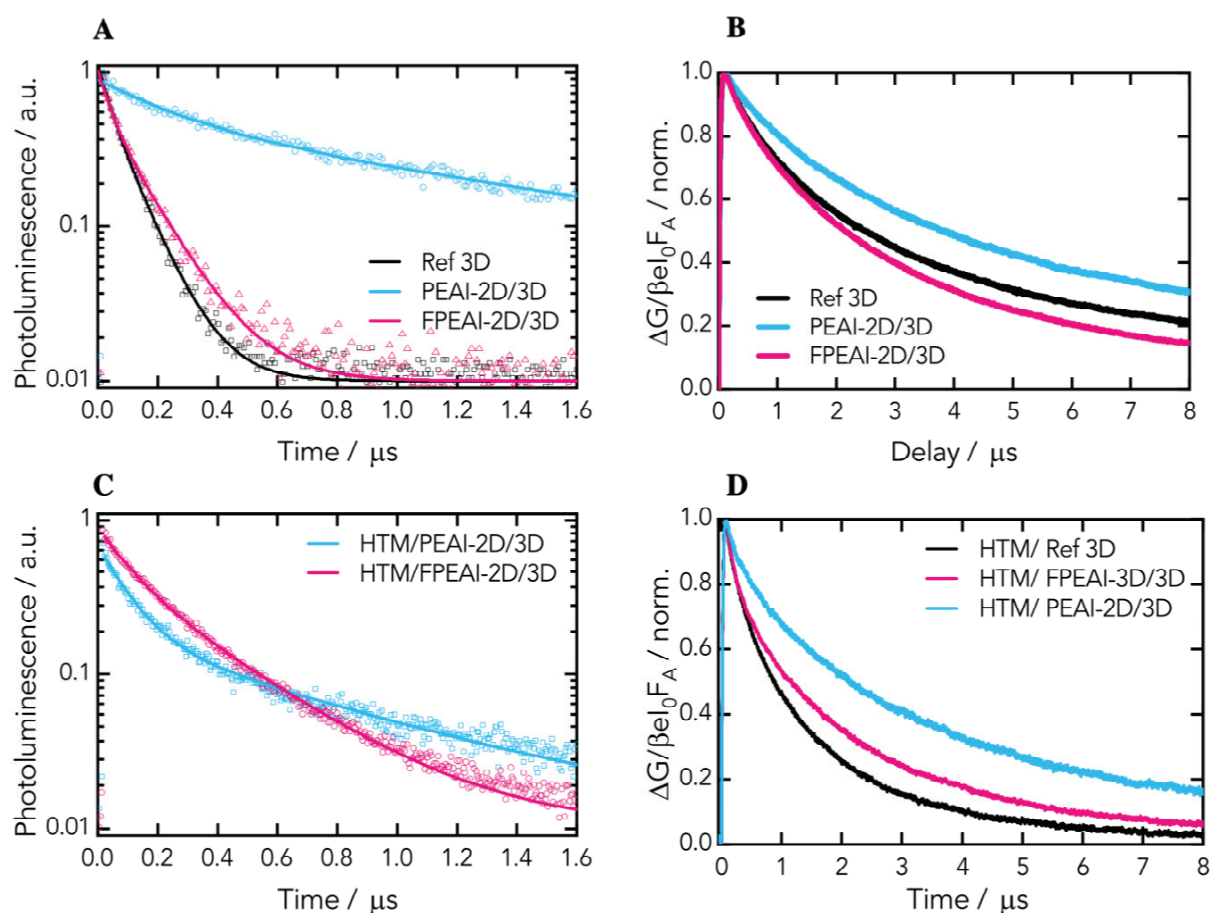 A
Photoluminescence / a.u.
1
0.1
0.01
Ref 3D
PEAI-2D/3D
FPEAI-2D/3D
0.0 0.2 0.4 0.6 0.8 1.0 1.2 1.4 1.6
Time / μs
B
ΔG/βeI₀F_A / norm.
1.0
0.8
0.6
0.4
0.2
0.0
Ref 3D
PEAI-2D/3D
FPEAI-2D/3D
0 1 2 3 4 5 6 7 8
Delay / μs
C
Photoluminescence / a.u.
1
0.1
0.01
HTM/PEAI-2D/3D
HTM/FPEAI-2D/3D
0.0 0.2 0.4 0.6 0.8 1.0 1.2 1.4 1.6
Time / μs
D
ΔG/βeI₀F_A / norm.
1.0
0.8
0.6
0.4
0.2
0.0
HTM/ Ref 3D
HTM/ FPEAI-3D/3D
HTM/ PEAI-2D/3D
0 1 2 3 4 5 6 7 8
Time / μs